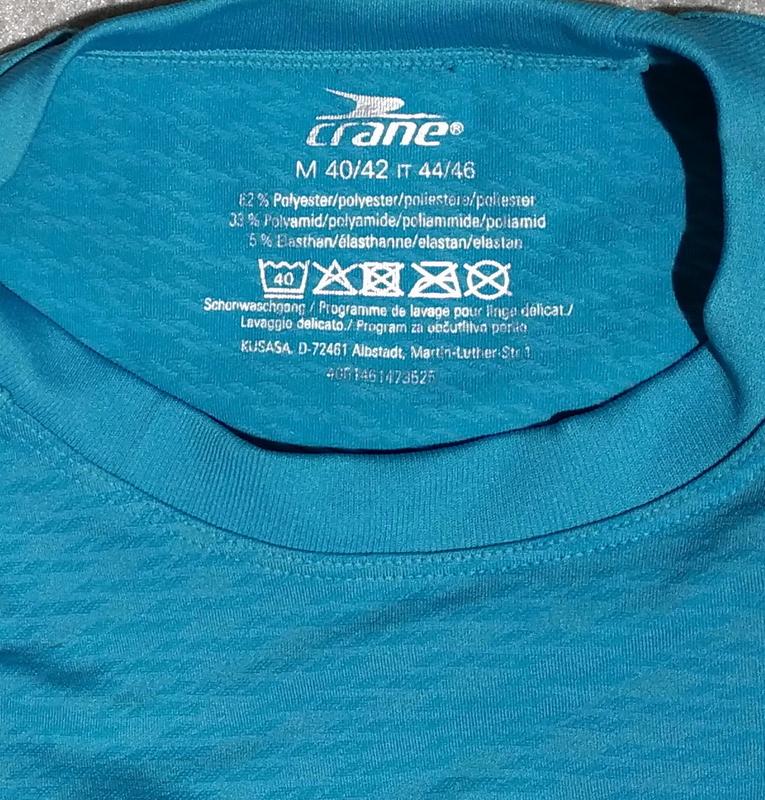 crane®
M 40/42 IT 44/46
62 % Polyester/polyester/poliestere/poliester
33 % Polyamid/polyamide/poliammide/poliamid
5 % Elasthan/élasthanne/elastan/elastan
40
Schonwaschgang / Programme de lavage pour linge délicat./
Lavaggio delicato./ Program za občutljivo perilo
KUSASA, D-72461 Albstadt, Martin-Luther-Str.1